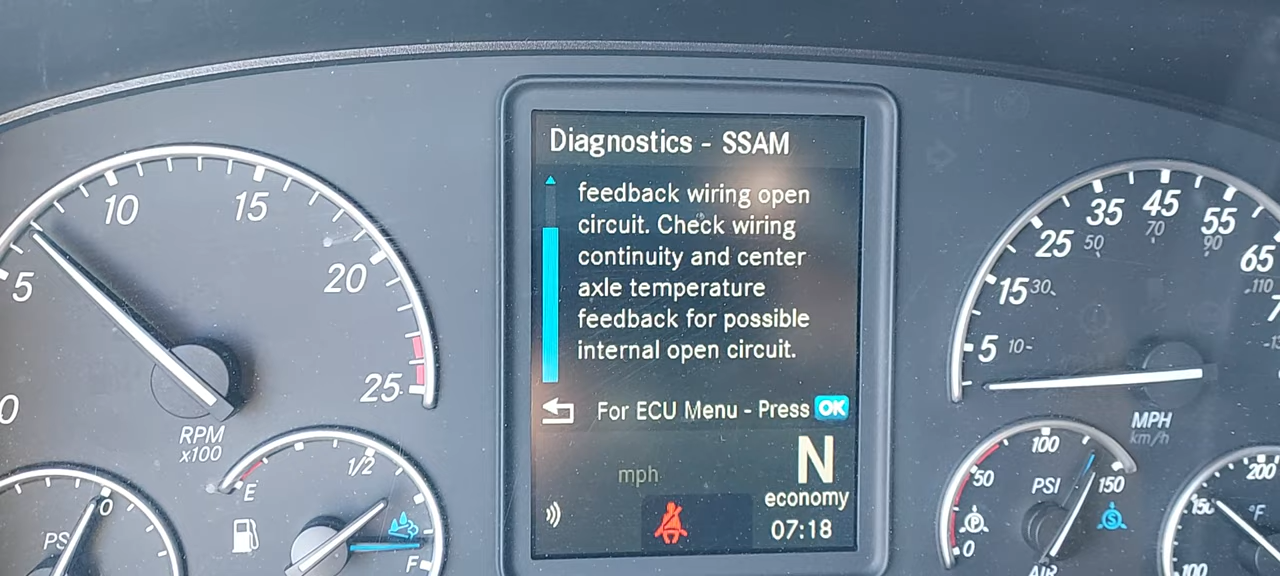 Diagnostics - SSAM
feedback wiring open
circuit. Check wiring
continuity and center
axle temperature
feedback for possible
internal open circuit.
For ECU Menu - Press OK
mph
N
economy
07:18
0
5
10
15
20
25
RPM
x100
E
1/2
F
0
5
15
25
35
45
55
65
10
30
50
70
90
110
MPH
km/h
0
50
100
150
PSI
P
S
AIR
100
150
200
°F